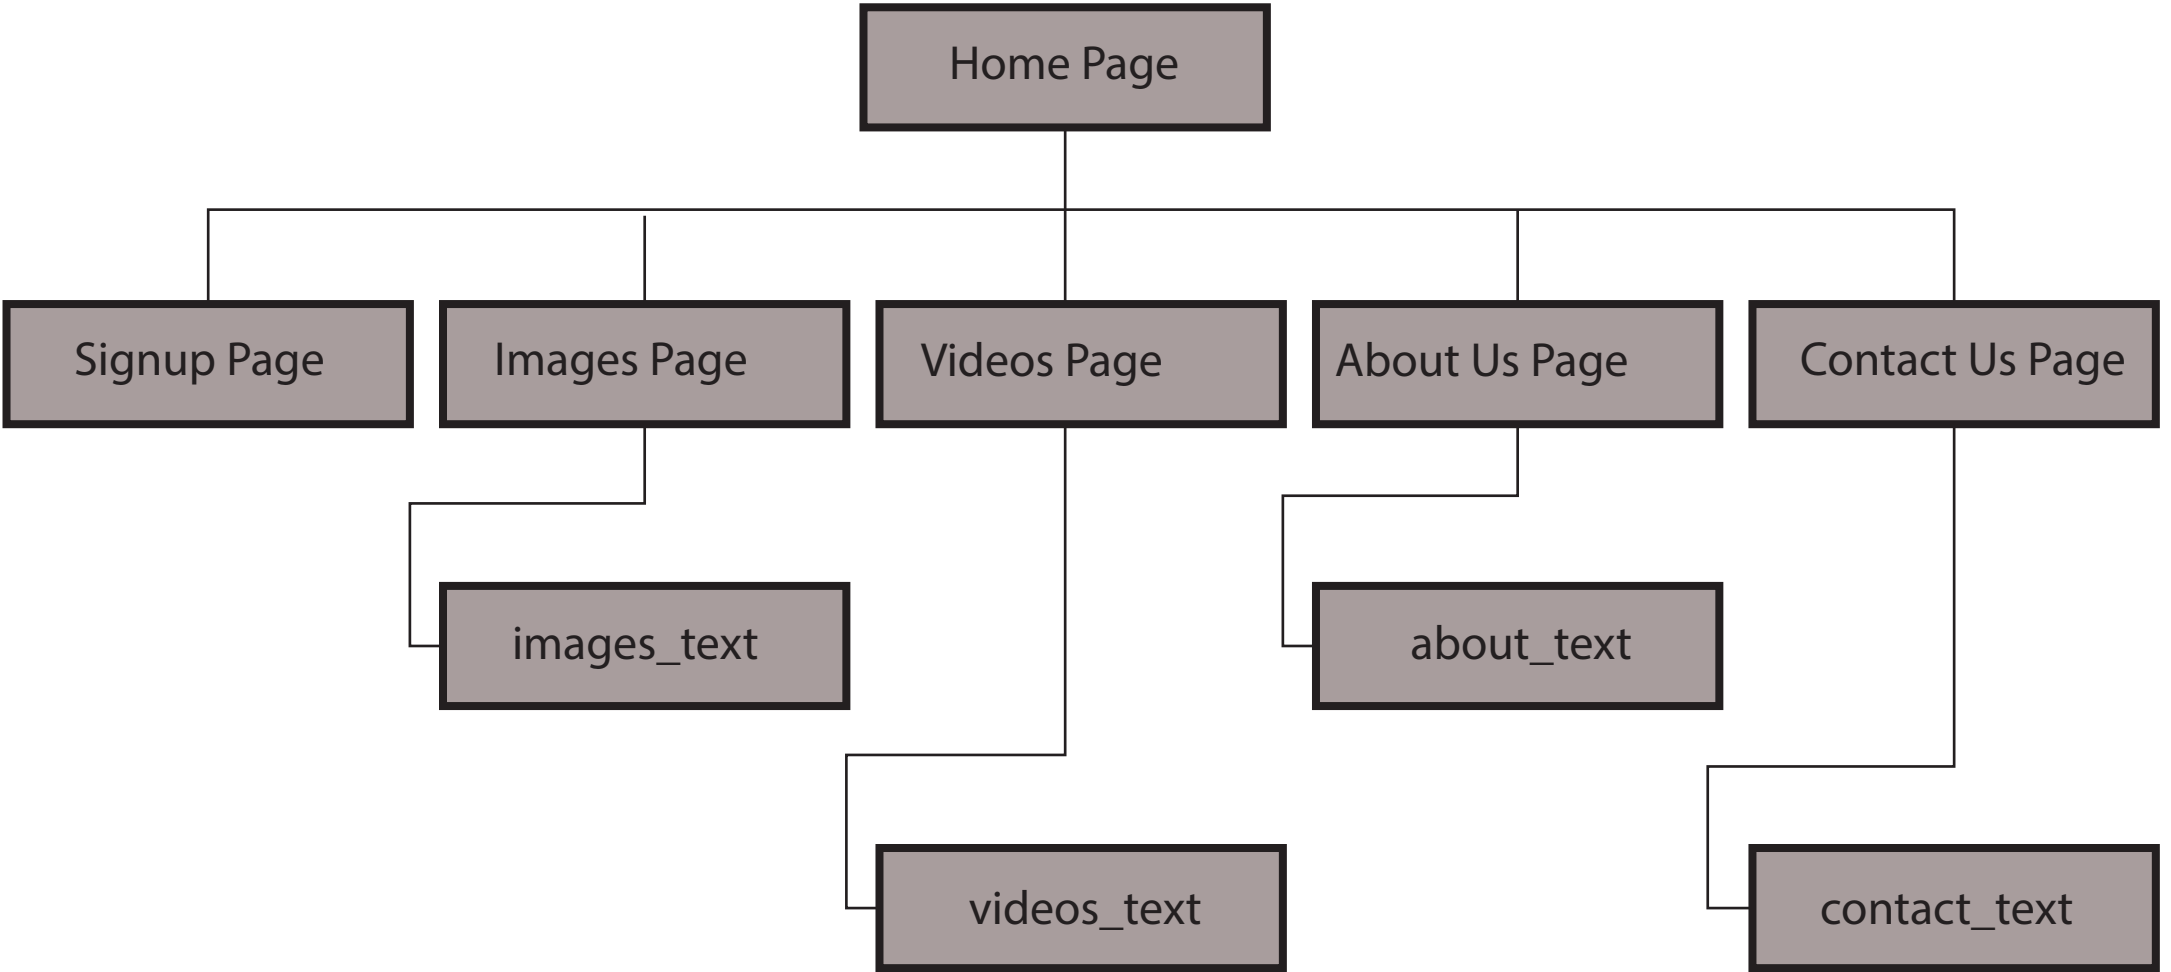 Home Page
Signup Page
Images Page
Videos Page
About Us Page
Contact Us Page
images_text
about_text
videos_text
contact_text